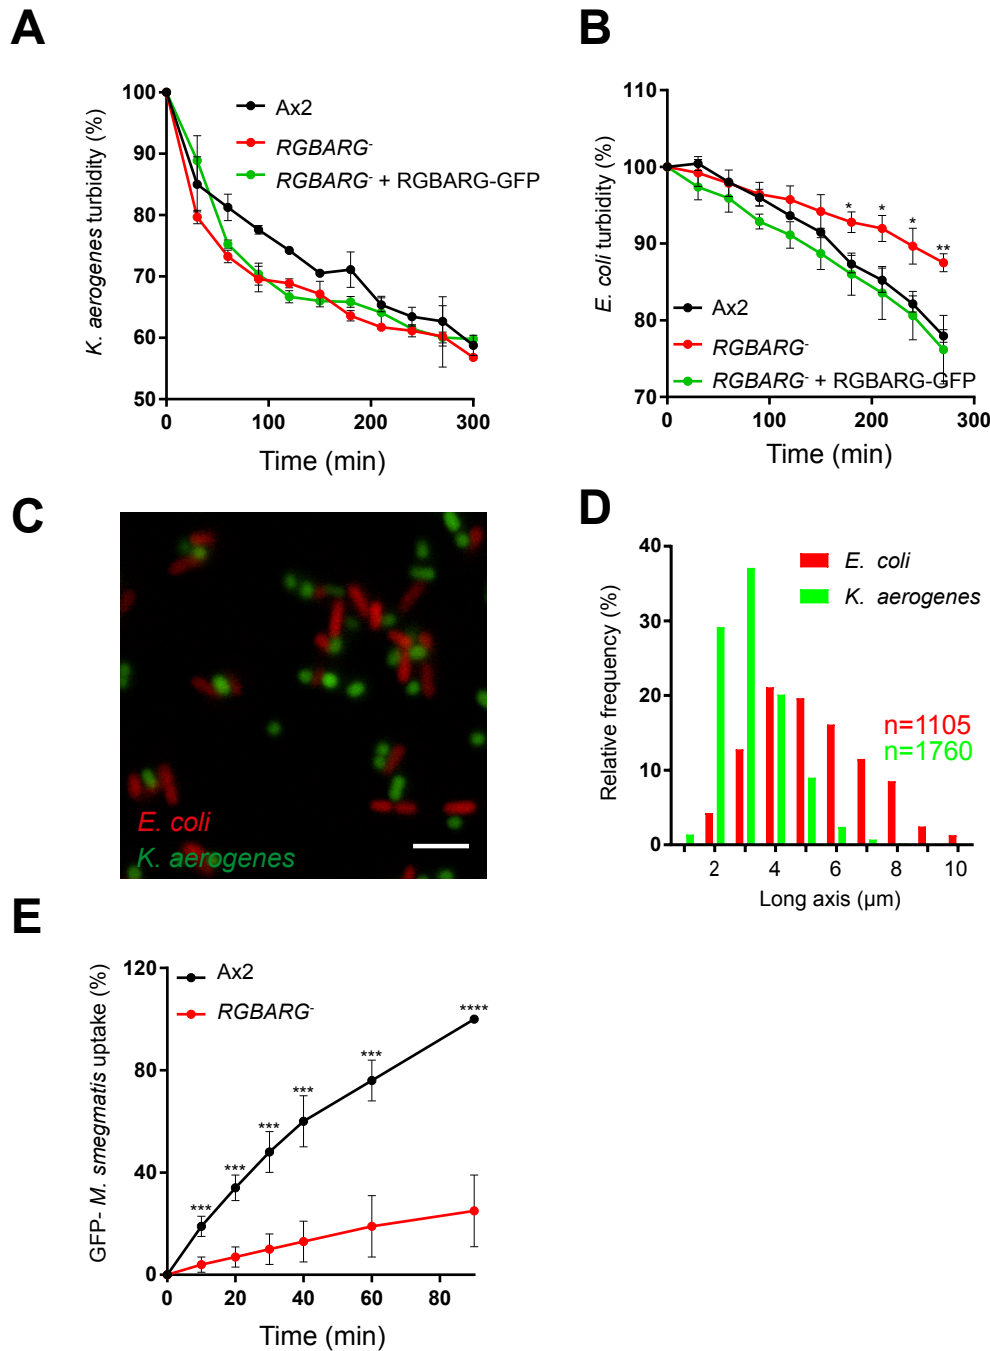 A
K. aerogenes turbidity (%)
100
90
80
70
60
50
0
100
200
300
Time (min)
Ax2
RGBARG-
RGBARG- + RGBARG-GFP
B
E. coli turbidity (%)
110
100
90
80
70
0
100
200
300
Time (min)
*
*
*
**
Ax2
RGBARG-
RGBARG- + RGBARG-GFP
C
E. coli
K. aerogenes
D
Relative frequency (%)
40
30
20
10
0
2
4
6
8
10
Long axis (µm)
E. coli
K. aerogenes
n=1105
n=1760
E
GFP- M. smegmatis uptake (%)
120
80
40
0
0
20
40
60
80
Time (min)
Ax2
RGBARG-
***
***
***
***
***
****